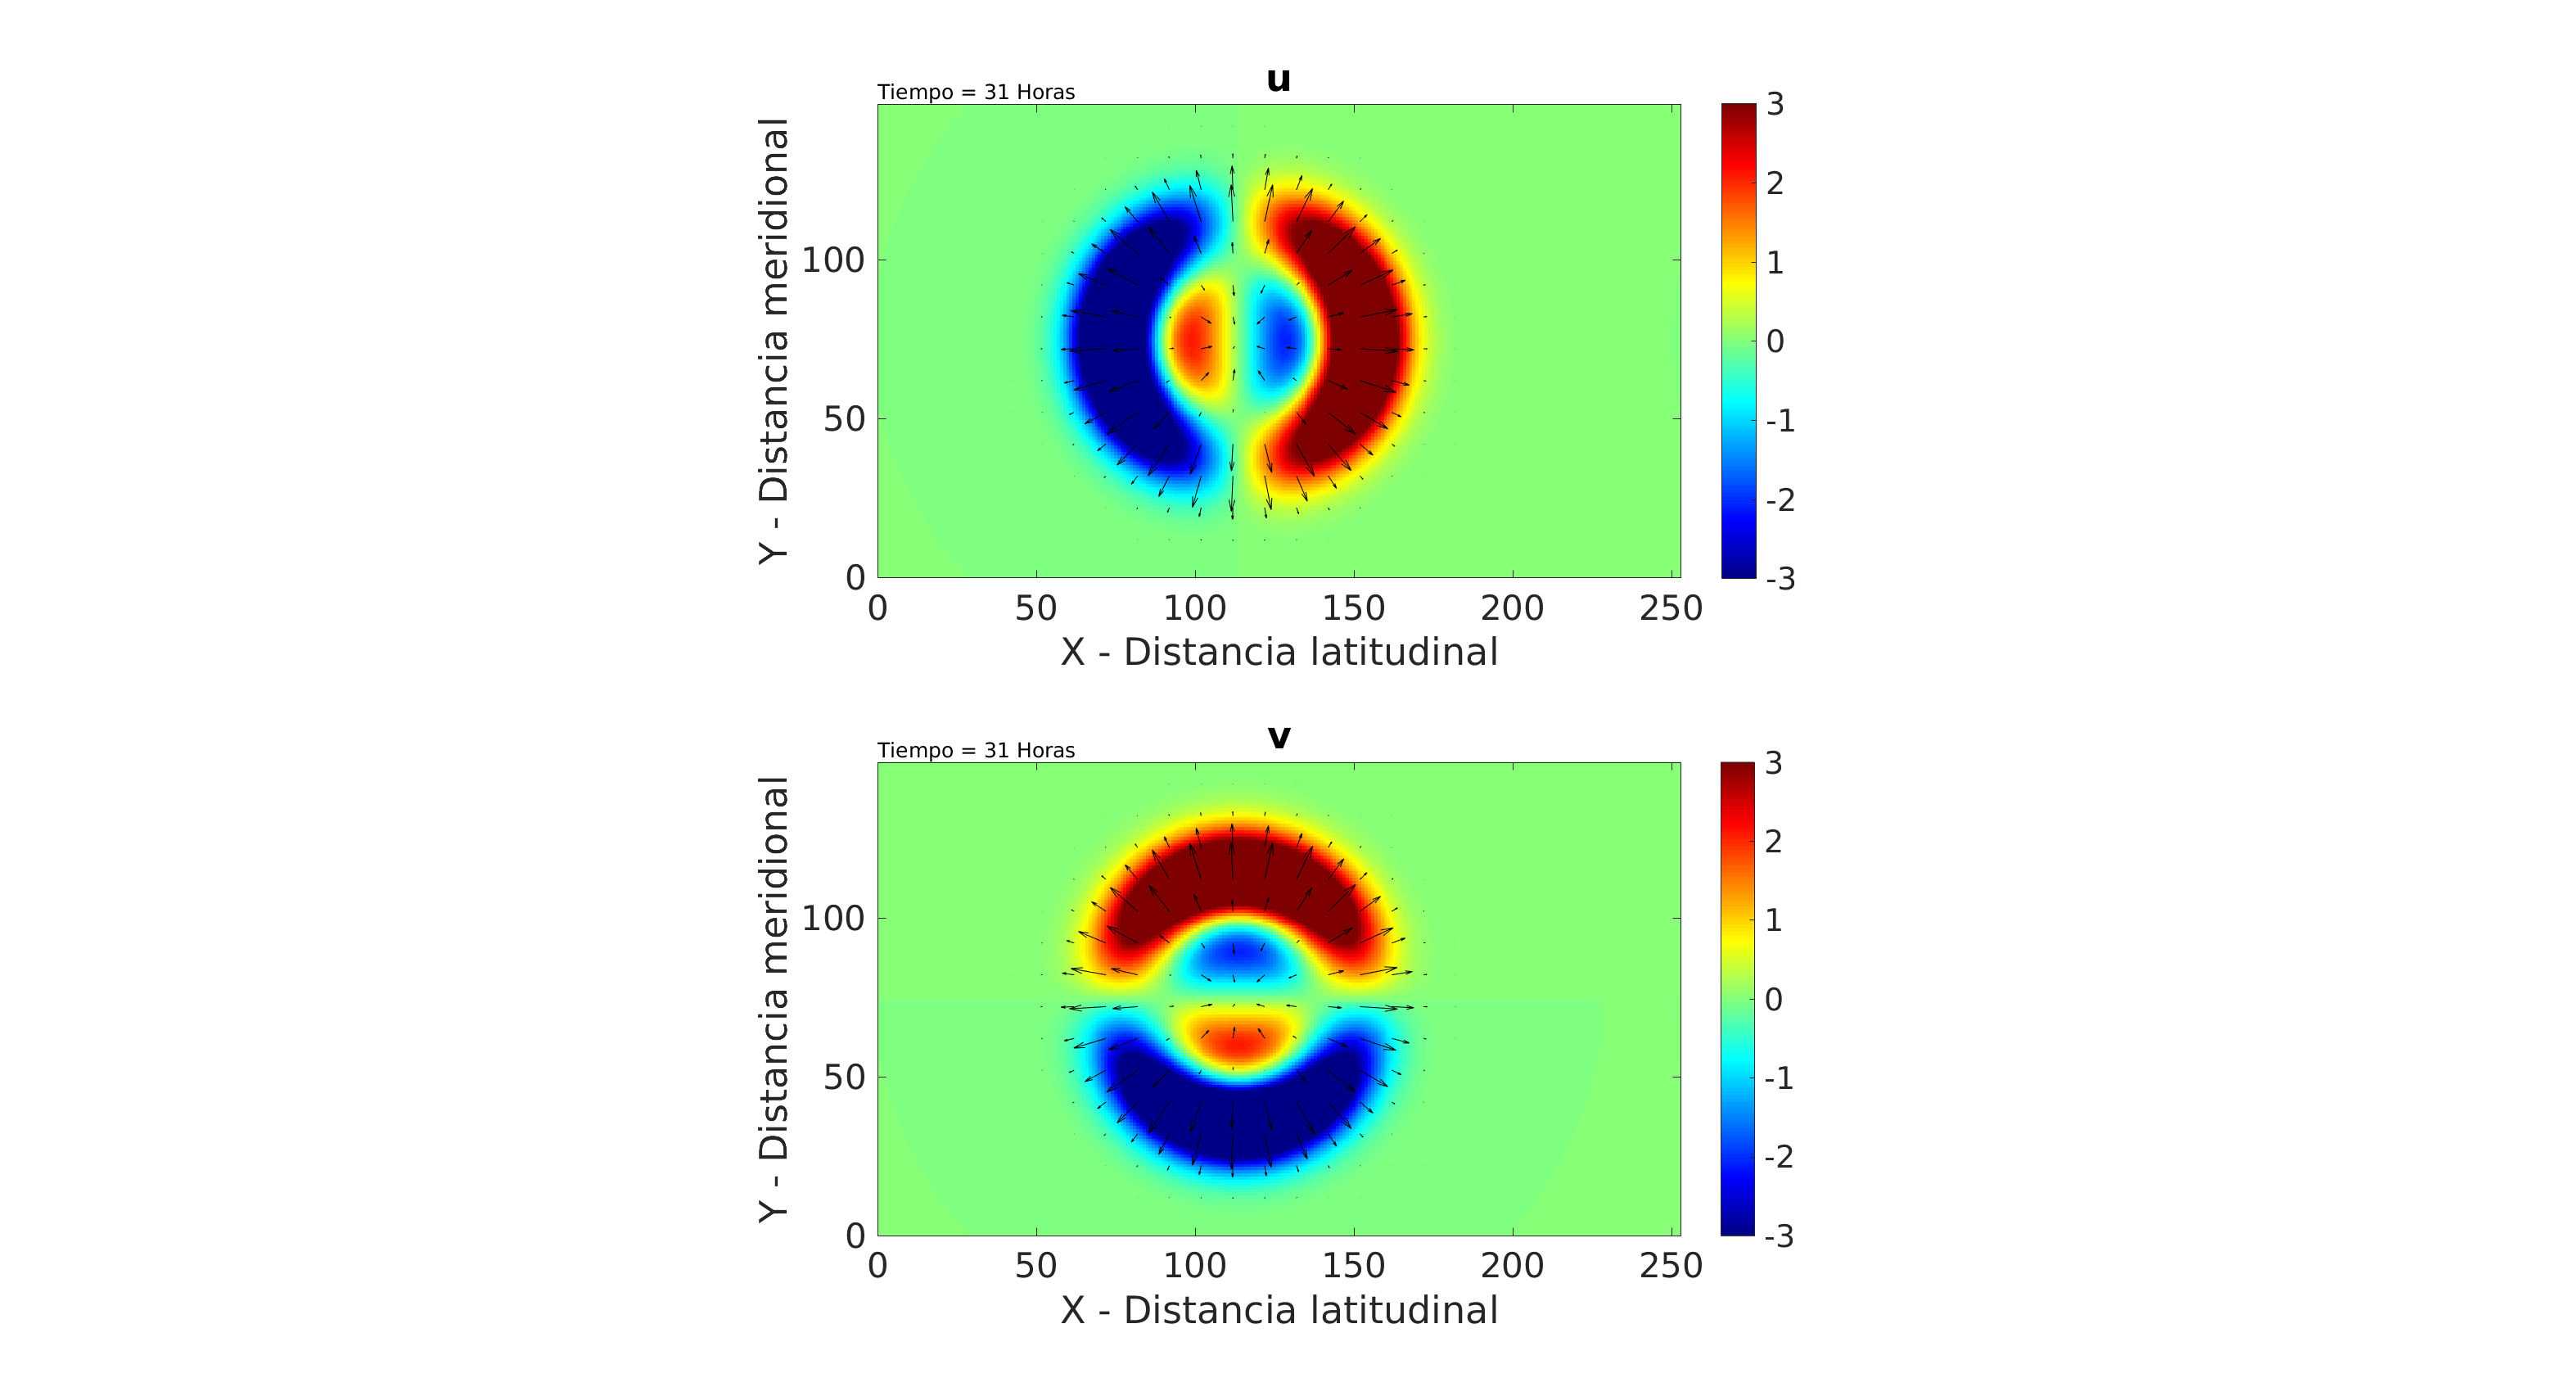 u
Tiempo = 31 Horas
Y - Distancia meridional
100
50
0
0 50 100 150 200 250
X - Distancia latitudinal
3
2
1
0
-1
-2
-3
v
Tiempo = 31 Horas
Y - Distancia meridional
100
50
0
0 50 100 150 200 250
X - Distancia latitudinal
3
2
1
0
-1
-2
-3